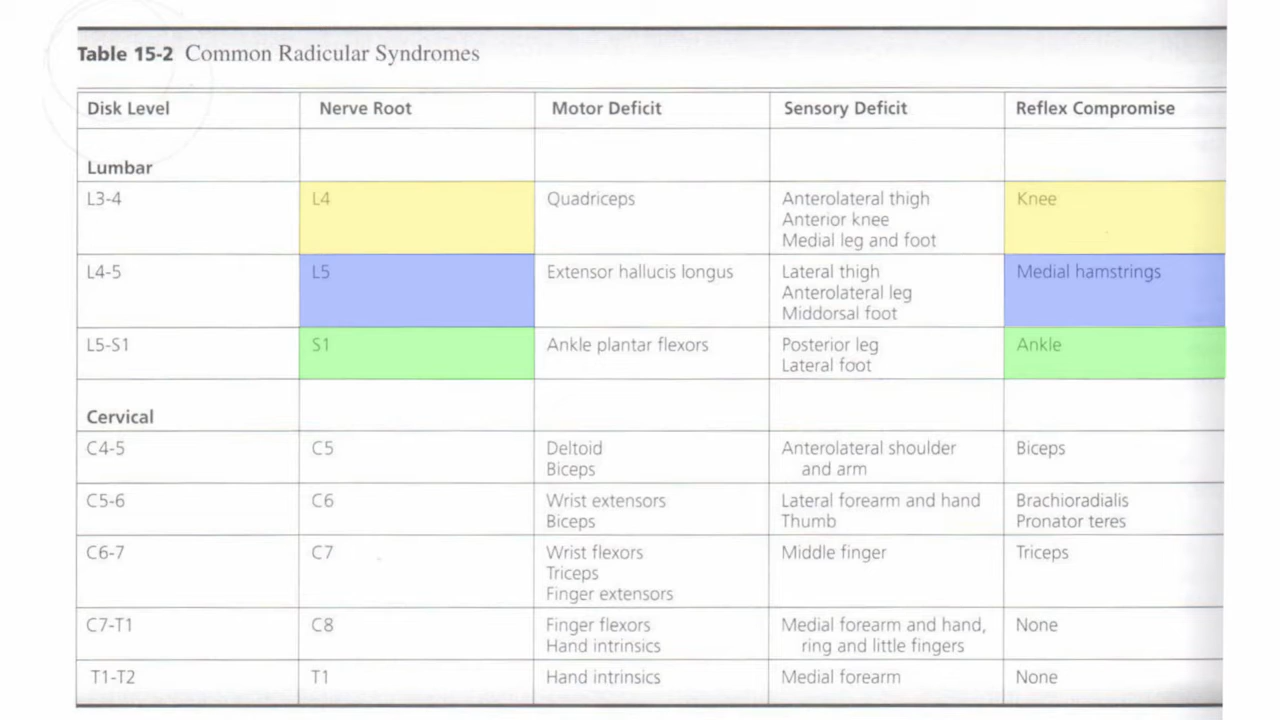 Table 15-2 Common Radicular Syndromes
Disk Level Nerve Root Motor Deficit Sensory Deficit Reflex Compromise
Lumbar
L3-4 L4 Quadriceps Anterolateral thigh Knee
Anterior knee
Medial leg and foot
L4-5 L5 Extensor hallucis longus Lateral thigh Medial hamstrings
Anterolateral leg
Middorsal foot
L5-S1 S1 Ankle plantar flexors Posterior leg Ankle
Lateral foot
Cervical
C4-5 C5 Deltoid Anterolateral shoulder Biceps
Biceps and arm
C5-6 C6 Wrist extensors Lateral forearm and hand Brachioradialis
Biceps Thumb Pronator teres
C6-7 C7 Wrist flexors Middle finger Triceps
Triceps
Finger extensors
C7-T1 C8 Finger flexors Medial forearm and hand, None
Hand intrinsics ring and little fingers
T1-T2 T1 Hand intrinsics Medial forearm None